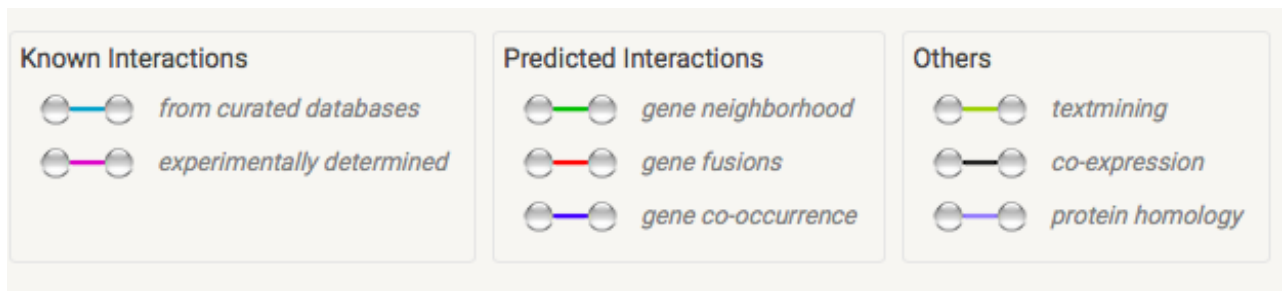 Known Interactions
from curated databases
experimentally determined
Predicted Interactions
gene neighborhood
gene fusions
gene co-occurrence
Others
textmining
co-expression
protein homology